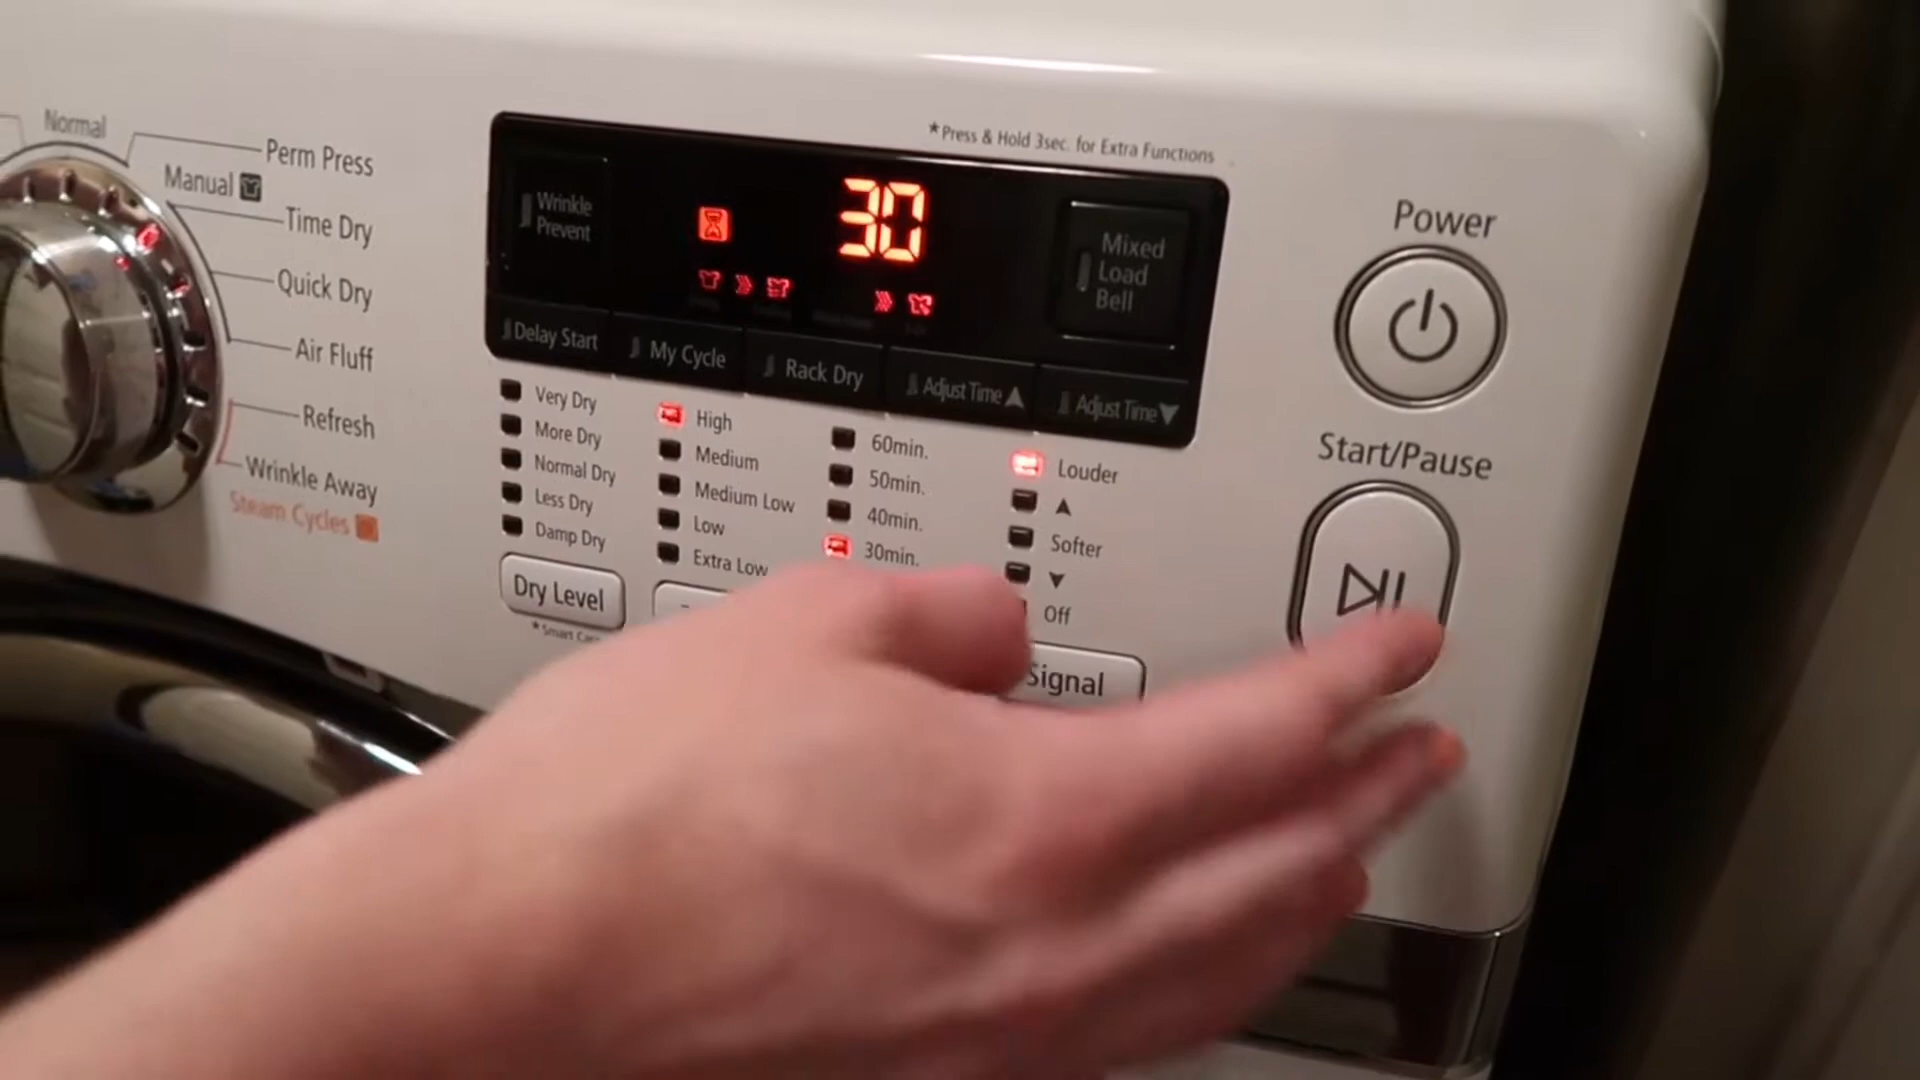 Normal
Perm Press
Manual
Time Dry
Quick Dry
Air Fluff
Refresh
Wrinkle Away
Steam Cycles
*Press & Hold 3sec. for Extra Functions
Wrinkle
Prevent
30
Mixed
Load
Bell
Delay Start
My Cycle
Rack Dry
Adjust Time▲
Adjust Time▼
Very Dry
More Dry
Normal Dry
Less Dry
Damp Dry
Dry Level
*Smart
High
Medium
Medium Low
Low
Extra Low
60min.
50min.
40min.
30min.
Louder
▲
Softer
▼
Off
Signal
Power
Start/Pause